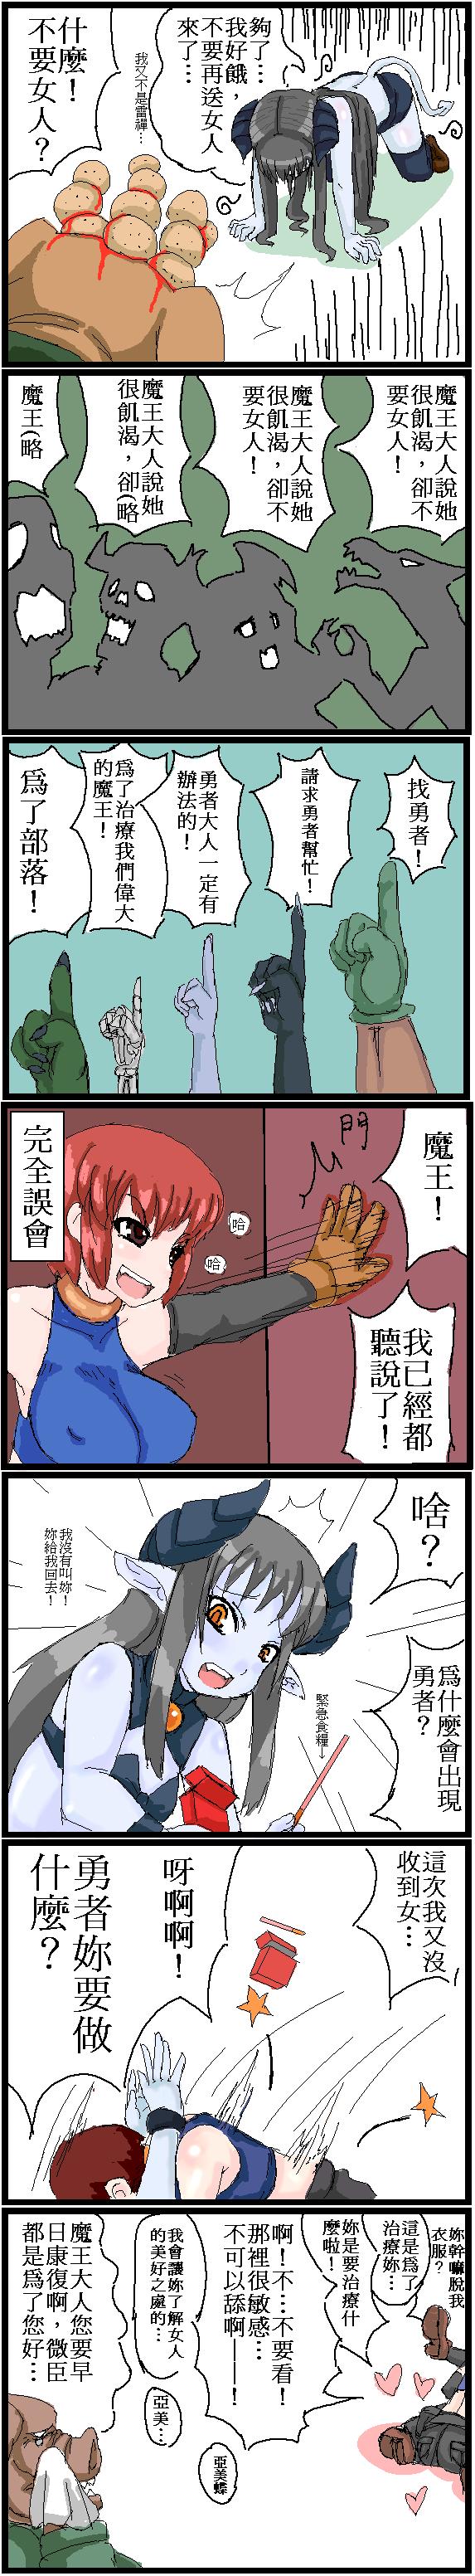 夠了…
我好餓，
不要再送女人
來了…
我又不是雷禪…
什麼！
不要女人？
魔王大人說她
很飢渴，卻不
要女人！
魔王大人說她
很飢渴，卻不
要女人！
魔王大人說她
很飢渴，卻(略
魔王(略
找勇者！
請求勇者幫忙！
勇者大人一定有
辦法的！
為了治療我們偉大
的魔王！
為了部落！
魔王！
門
我已經都
聽說了！
哈
哈
完全誤會
啥？
為什麼會出現
勇者？
緊急食糧→
我沒有叫妳！
妳給我回去！
這次我又沒
收到女…
呀啊啊！
勇者妳要做
什麼？
妳幹嘛脫我
衣服？
這是為了
治療妳…
妳是要治療什
麼啦！
啊！不…不要看！
那裡很敏感…
不可以舔啊——！
我會讓妳了解女人
的美好之處的…
亞美…
亞美蝶
魔王大人您要早
日康復啊，微臣
都是為了您好…